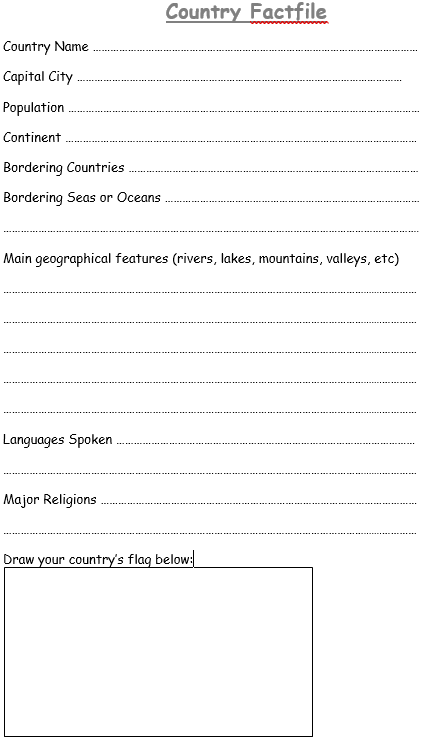 Country Factfile
Country Name ……………………………………………………………………………………
Capital City ……………………………………………………………………………………
Population ……………………………………………………………………………………………
Continent ……………………………………………………………………………………………
Bordering Countries ……………………………………………………………………………
Bordering Seas or Oceans …………………………………………………………………
……………………………………………………………………………………………………………
Main geographical features (rivers, lakes, mountains, valleys, etc)
……………………………………………………………………………………………………………
……………………………………………………………………………………………………………
……………………………………………………………………………………………………………
……………………………………………………………………………………………………………
……………………………………………………………………………………………………………
Languages Spoken ………………………………………………………………………………
……………………………………………………………………………………………………………
Major Religions ……………………………………………………………………………………
……………………………………………………………………………………………………………
Draw your country’s flag below: